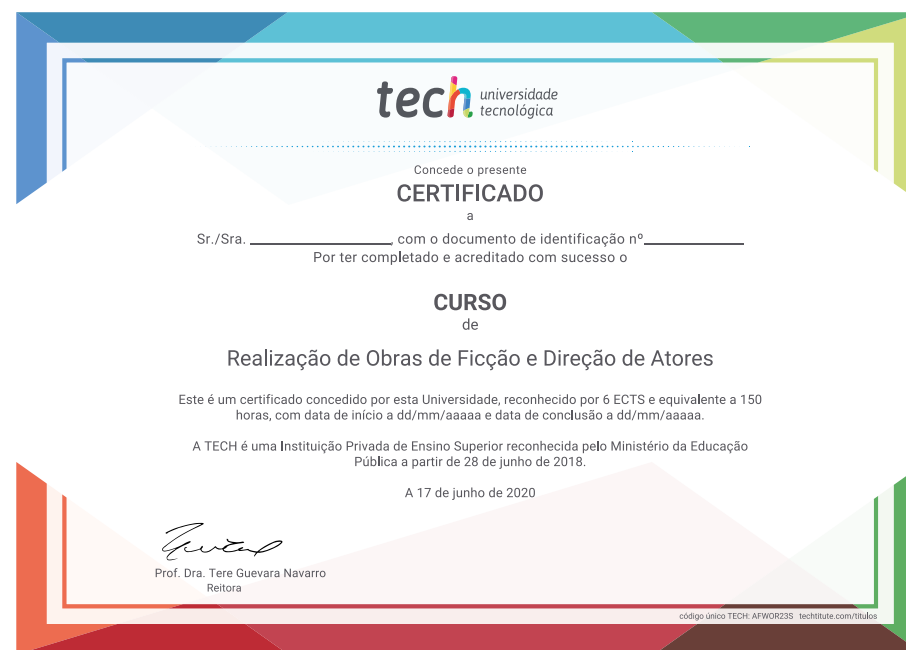 tech universidade
tecnológica
Concede o presente
CERTIFICADO
a
Sr./Sra. __________________, com o documento de identificação nº____________
Por ter completado e acreditado com sucesso o
CURSO
de
Realização de Obras de Ficção e Direção de Atores
Este é um certificado concedido por esta Universidade, reconhecido por 6 ECTS e equivalente a 150
horas, com data de início a dd/mm/aaaaa e data de conclusão a dd/mm/aaaaa.
A TECH é uma Instituição Privada de Ensino Superior reconhecida pelo Ministério da Educação
Pública a partir de 28 de junho de 2018.
A 17 de junho de 2020
Prof. Dra. Tere Guevara Navarro
Reitora
código único TECH: AFWOR23S techtitute.com/titulos